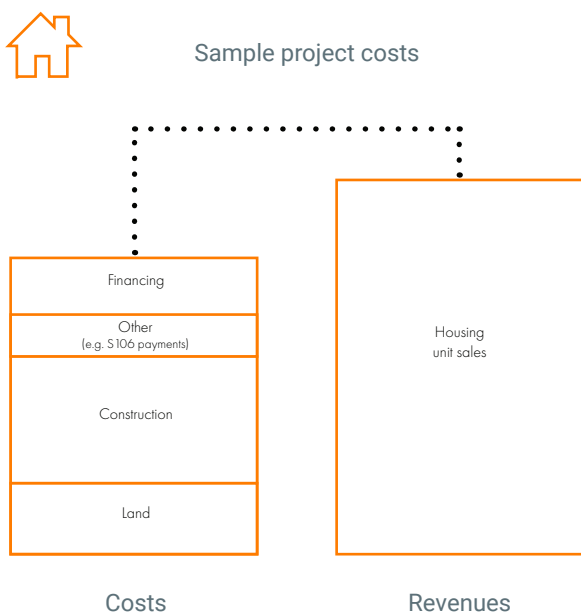 Sample project costs
Financing
Other
(e.g. S106 payments)
Construction
Land
Housing
unit sales
Costs
Revenues